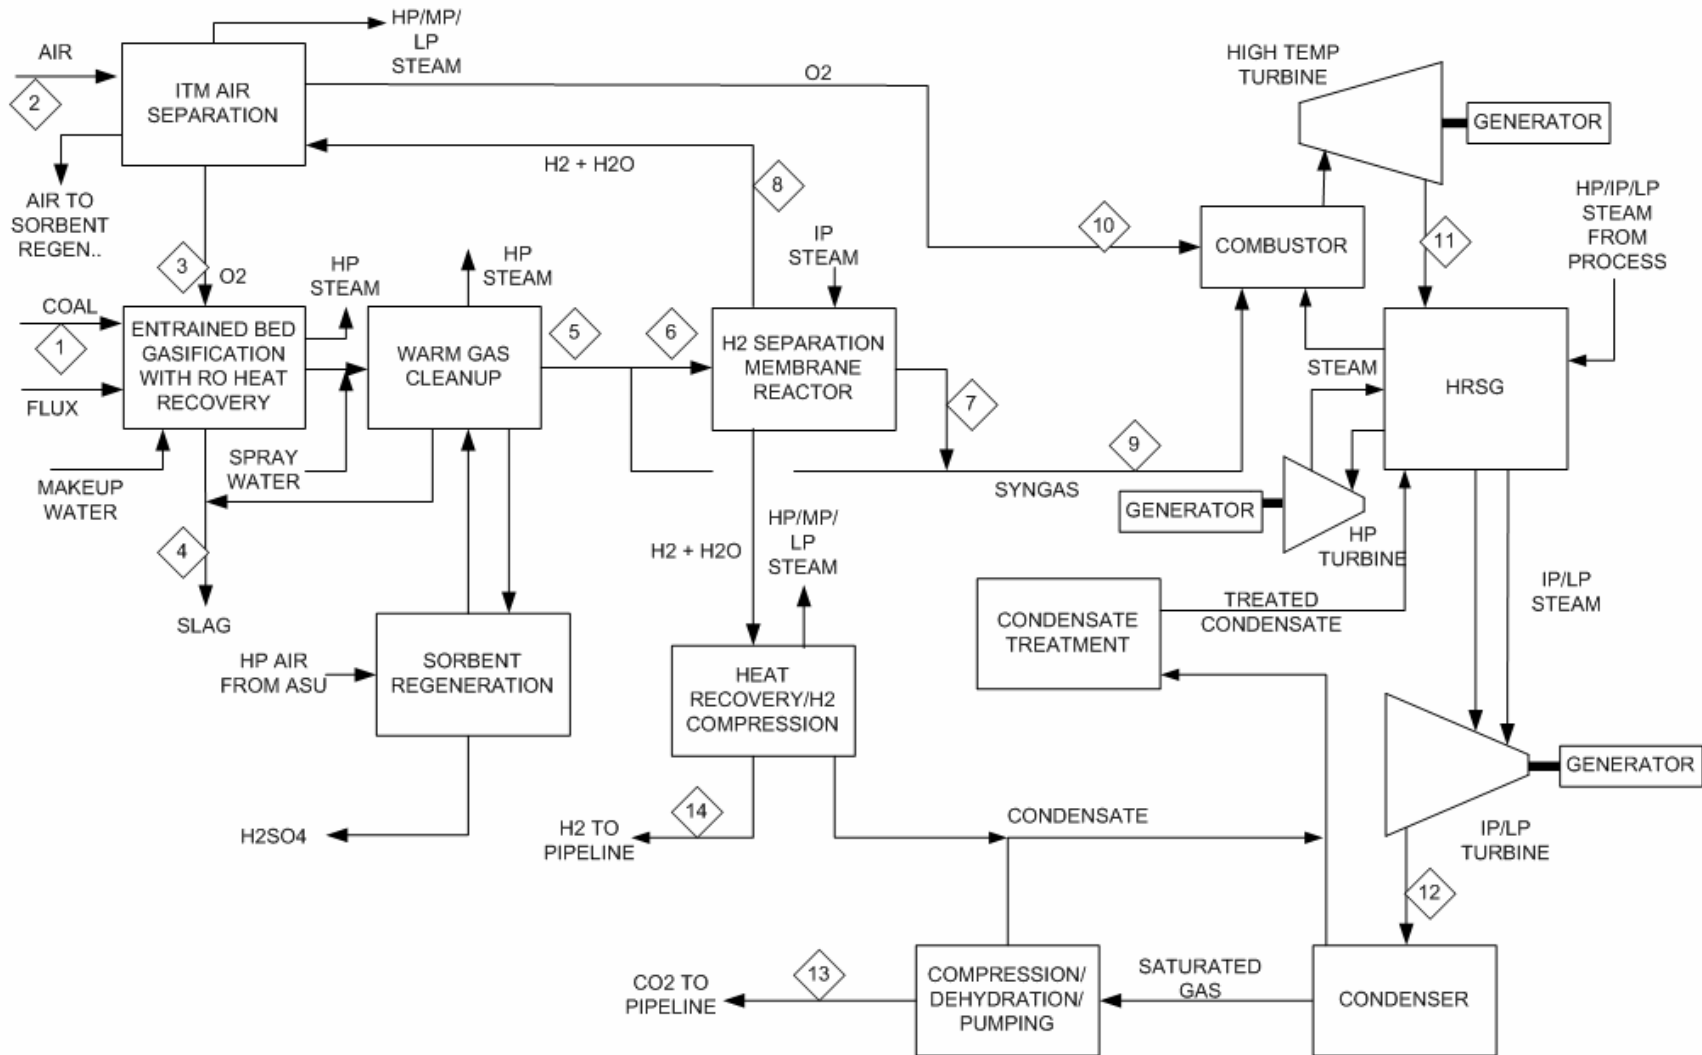 HP/MP/
LP
STEAM
AIR
2
ITM AIR
SEPARATION
O2
HIGH TEMP
TURBINE
GENERATOR
H2 + H2O
8
AIR TO
SORBENT
REGEN..
3
O2
HP
STEAM
HP
STEAM
IP
STEAM
10
COMBUSTOR
11
HP/IP/LP
STEAM
FROM
PROCESS
COAL
1
FLUX
ENTRAINED BED
GASIFICATION
WITH RO HEAT
RECOVERY
WARM GAS
CLEANUP
5
6
H2 SEPARATION
MEMBRANE
REACTOR
7
STEAM
HRSG
MAKEUP
WATER
SPRAY
WATER
9
SYNGAS
GENERATOR
HP
TURBINE
4
SLAG
H2 + H2O
HP/MP/
LP
STEAM
IP/LP
STEAM
CONDENSATE
TREATMENT
TREATED
CONDENSATE
HP AIR
FROM ASU
SORBENT
REGENERATION
HEAT
RECOVERY/H2
COMPRESSION
GENERATOR
IP/LP
TURBINE
H2SO4
14
H2 TO
PIPELINE
CONDENSATE
12
13
CO2 TO
PIPELINE
COMPRESSION/
DEHYDRATION/
PUMPING
SATURATED
GAS
CONDENSER